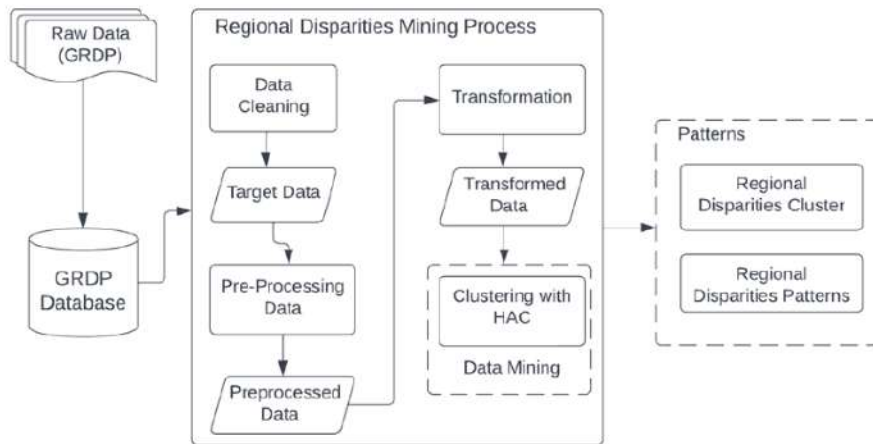 Raw Data
(GRDP)
GRDP
Database
Regional Disparities Mining Process
Data
Cleaning
Target Data
Pre-Processing
Data
Preprocessed
Data
Transformation
Transformed
Data
Clustering with
HAC
Data Mining
Patterns
Regional
Disparities Cluster
Regional
Disparities Patterns